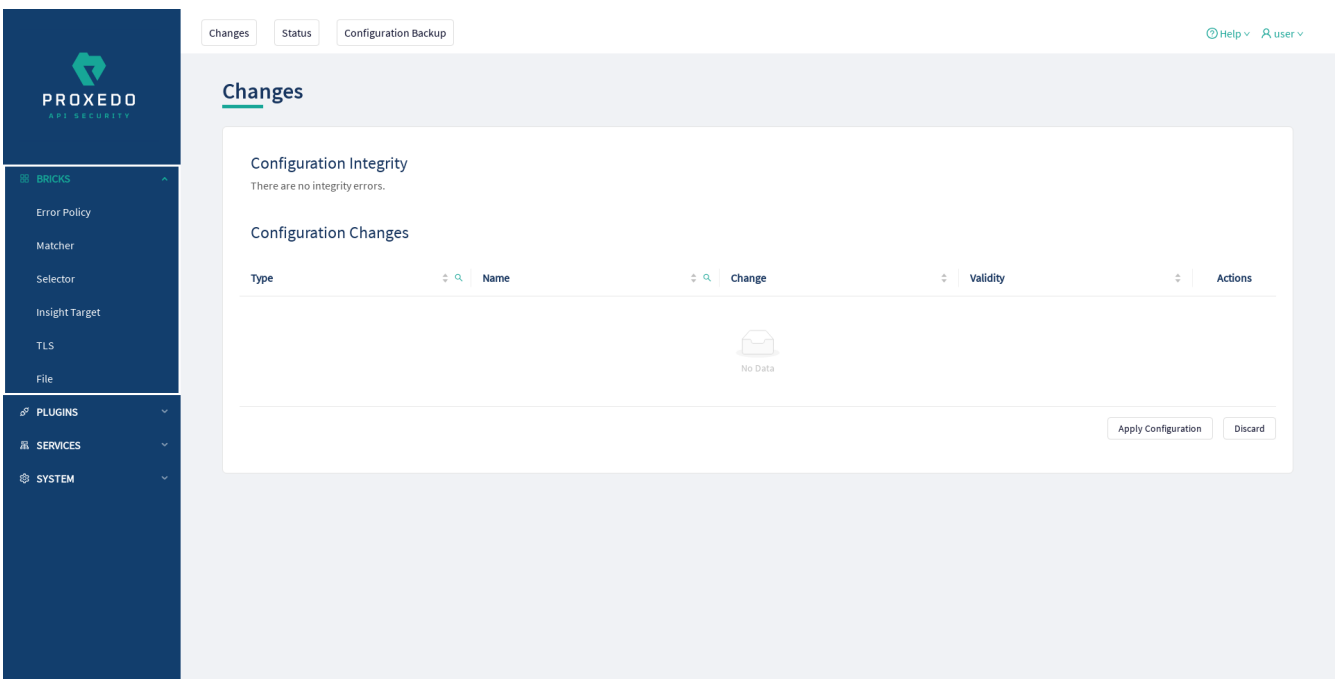 Changes
Status
Configuration Backup
Help
user
PROXEDO
API SECURITY
BRICKS
Error Policy
Matcher
Selector
Insight Target
TLS
File
PLUGINS
SERVICES
SYSTEM
Changes
Configuration Integrity
There are no integrity errors.
Configuration Changes
Type Name Change Validity Actions
No Data
Apply Configuration Discard